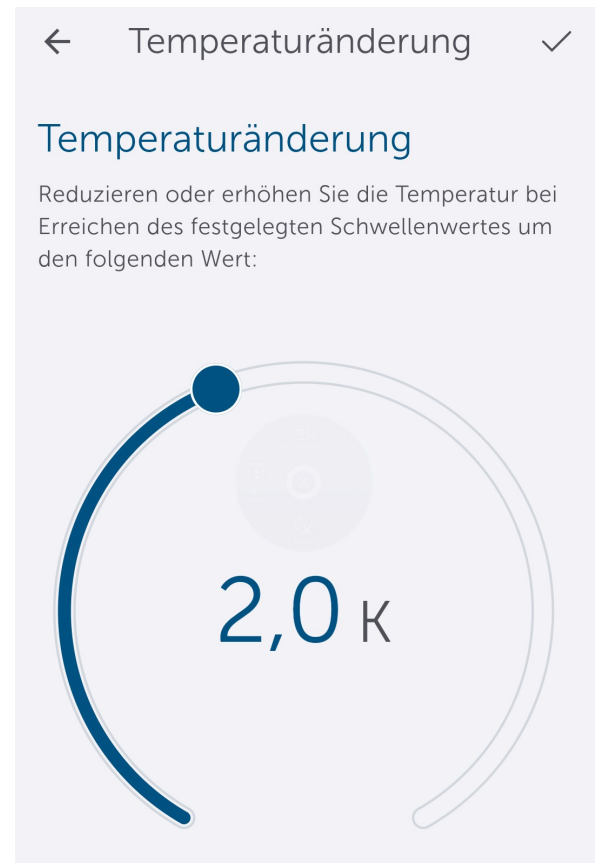 Temperaturänderung
Temperaturänderung
Reduzieren oder erhöhen Sie die Temperatur bei
Erreichen des festgelegten Schwellenwertes um
den folgenden Wert:
2,0 K